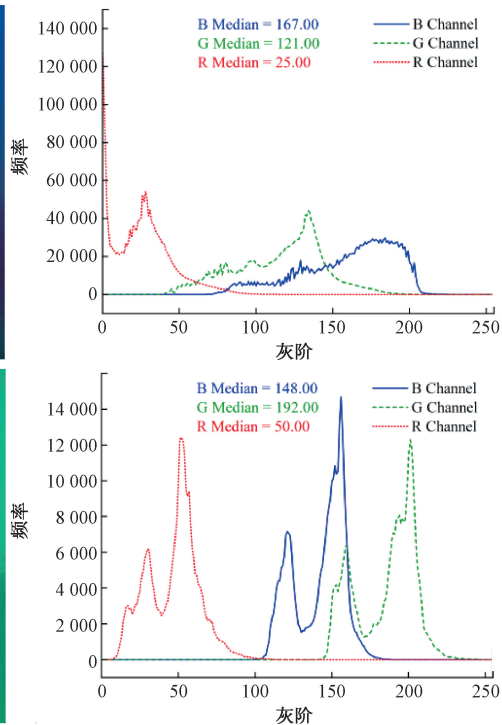 B Median = 167.00
G Median = 121.00
R Median = 25.00
B Channel
G Channel
R Channel
频率
140 000
120 000
100 000
80 000
60 000
40 000
20 000
0
0 50 100 150 200 250
灰阶
B Median = 148.00
G Median = 192.00
R Median = 50.00
B Channel
G Channel
R Channel
频率
14 000
12 000
10 000
8 000
6 000
4 000
2 000
0
0 50 100 150 200 250
灰阶